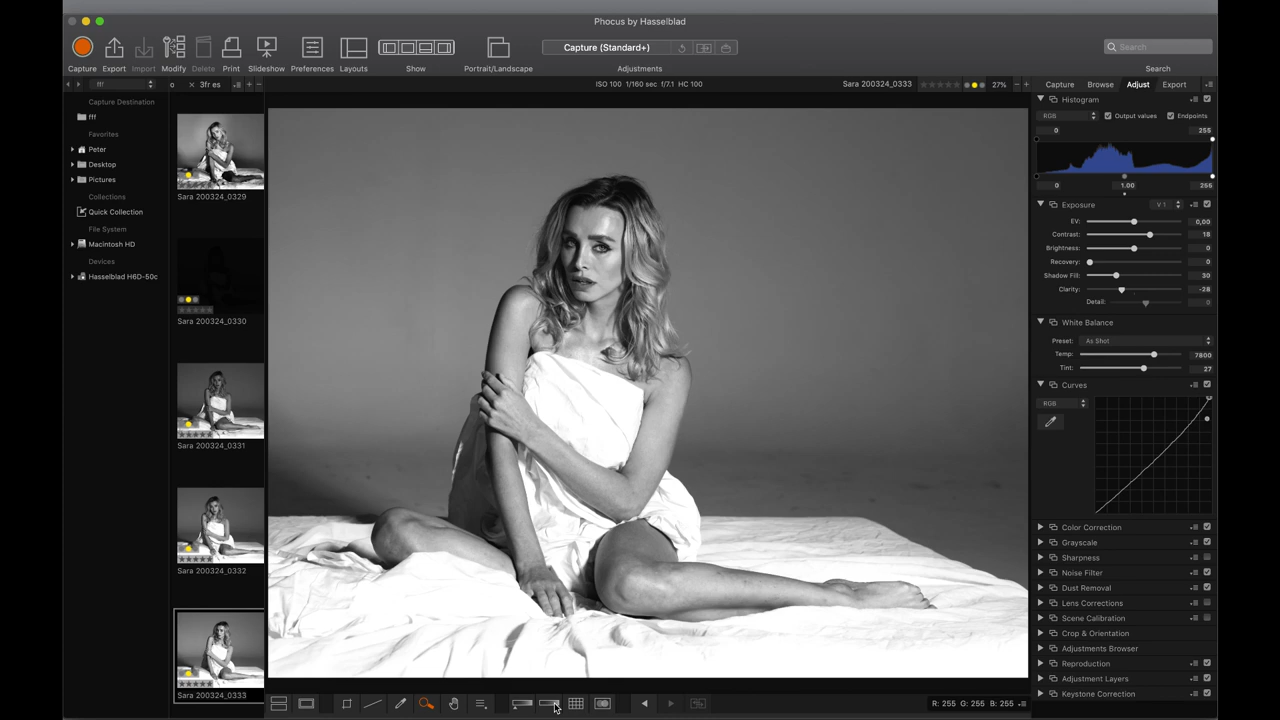 Phocus by Hasselblad
Capture Export Import Modify Delete Print Slideshow Preferences Layouts Show Portrait/Landscape Adjustments Search
Capture (Standard+)
Search
fff
3fr es
ISO 100 1/160 sec f/7.1 HC 100
Sara 200324_0333
27%
Capture Browse Adjust Export
Capture Destination
fff
Favorites
Peter
Desktop
Pictures
Collections
Quick Collection
File System
Macintosh HD
Devices
Hasselblad H6D-50c
Sara 200324_0329
Sara 200324_0330
Sara 200324_0331
Sara 200324_0332
Sara 200324_0333
Histogram
RGB Output values Endpoints
0 255
0 1.00 255
Exposure V 1
EV: 0,00
Contrast: 18
Brightness: 0
Recovery: 0
Shadow Fill: 30
Clarity: -28
Detail: 0
White Balance
Preset: As Shot
Temp: 7800
Tint: 27
Curves
RGB
Color Correction
Grayscale
Sharpness
Noise Filter
Dust Removal
Lens Corrections
Scene Calibration
Crop & Orientation
Adjustments Browser
Reproduction
Adjustment Layers
Keystone Correction
R: 255 G: 255 B: 255